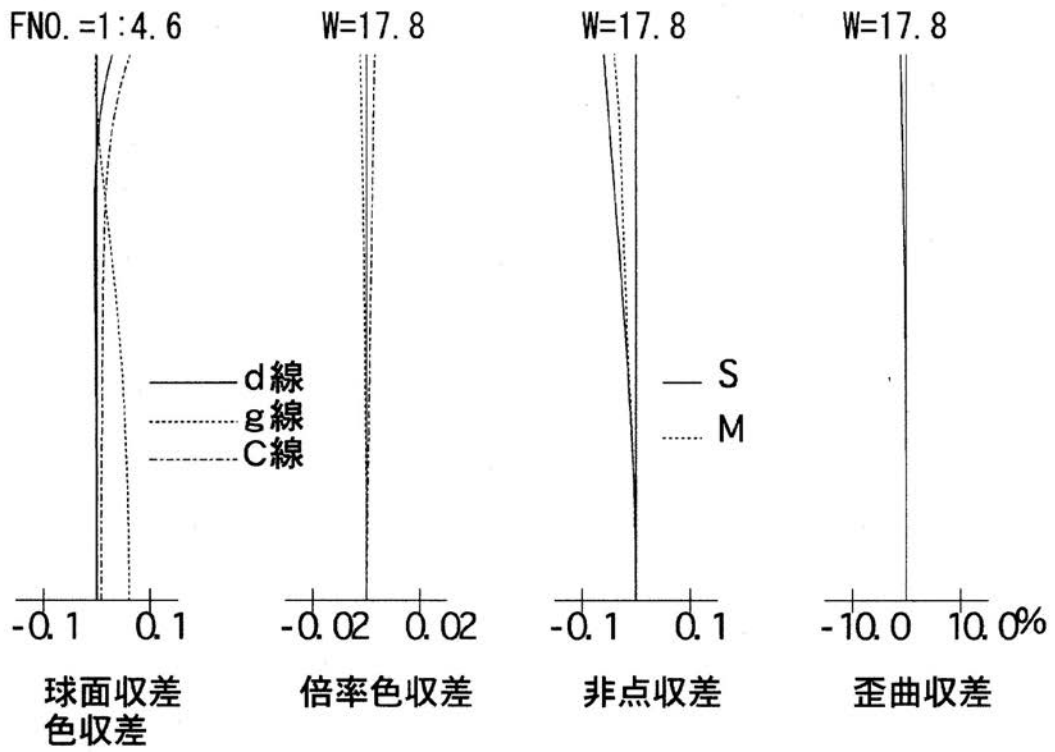 FNO.=1:4.6
W=17.8
W=17.8
W=17.8
d線
g線
C線
S
M
-0.1 0.1
-0.02 0.02
-0.1 0.1
-10.0 10.0%
球面収差
色収差
倍率色収差
非点収差
歪曲収差